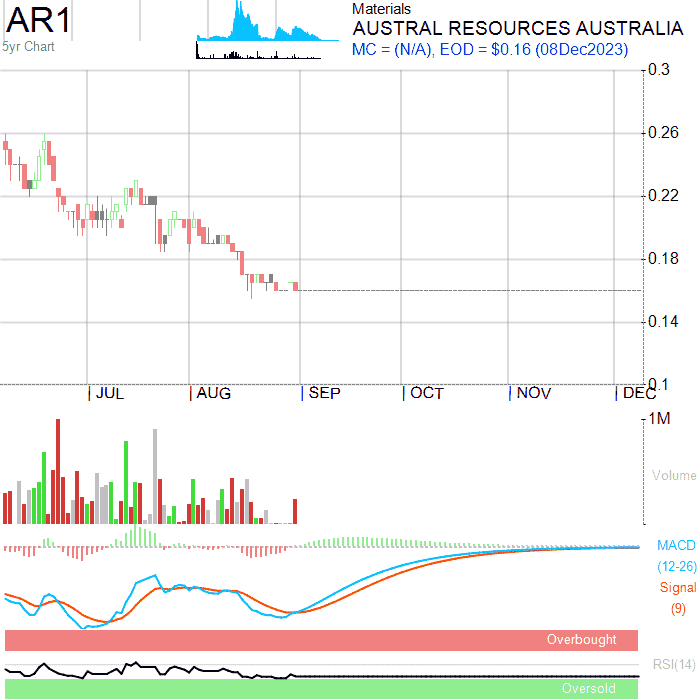 AR1
5yr Chart
Materials
AUSTRAL RESOURCES AUSTRALIA
MC = (N/A), EOD = $0.16 (08Dec2023)
0.3
0.26
0.22
0.18
0.14
0.1
JUL AUG SEP OCT NOV DEC
1M
Volume
MACD
(12-26)
Signal
(9)
Overbought
RSI(14)
Oversold